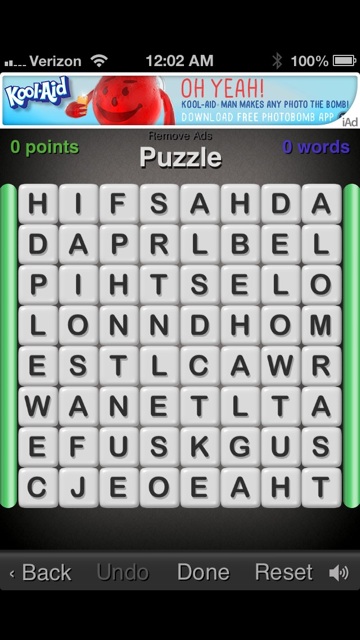 Verizon 12:02 AM 100%
Kool-Aid OH YEAH!
KOOL-AID-MAN MAKES ANY PHOTO THE BOMB!
DOWNLOAD FREE PHOTOBOMB APP iAd
Remove Ads
0 points Puzzle 0 words
H I F S A H D A
D A P R L B E L
P I H T S E L O
L O N N D H O M
E S T L C A W R
W A N E T L T A
E F U S K G U S
C J E O E A H T
‹ Back Undo Done Reset